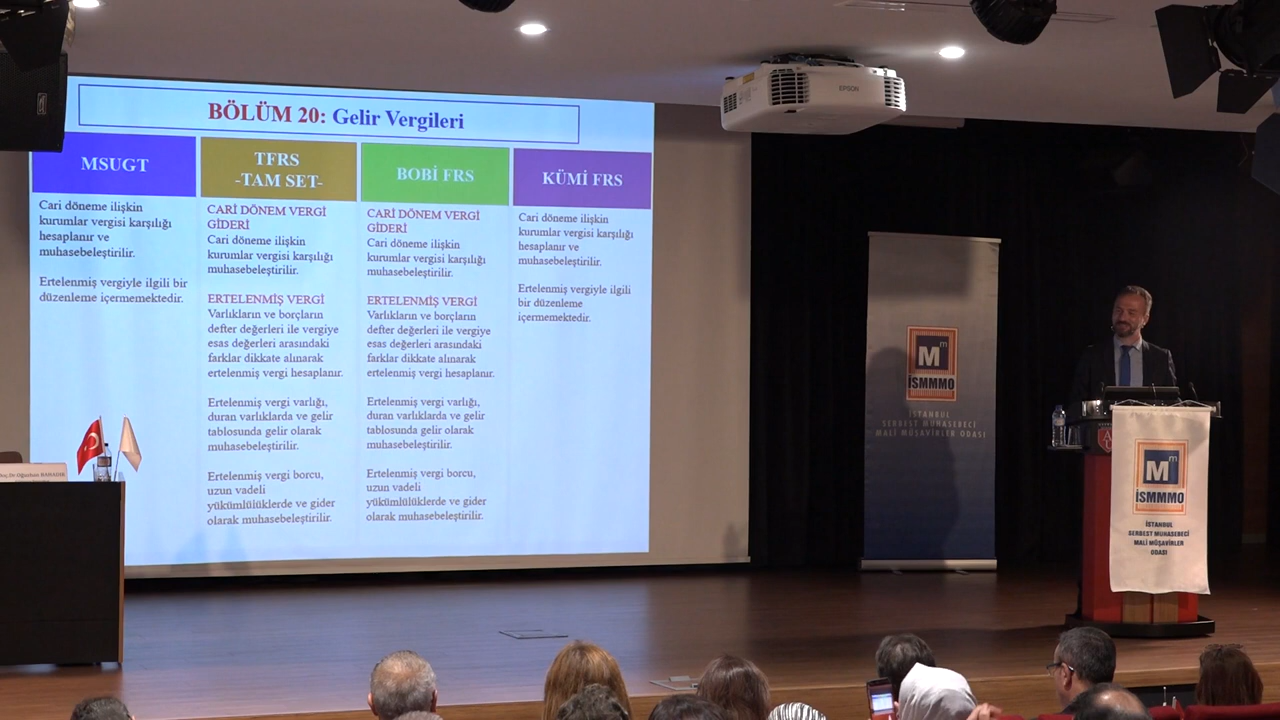 BÖLÜM 20: Gelir Vergileri
MSUGT
Cari döneme ilişkin
kurumlar vergisi karşılığı
hesaplanır ve
muhasebeleştirilir.
Ertelenmiş vergiyle ilgili bir
düzenleme içermemektedir.
TFRS
-TAM SET-
CARİ DÖNEM VERGİ
GİDERİ
Cari döneme ilişkin
kurumlar vergisi karşılığı
muhasebeleştirilir.
ERTELENMİŞ VERGİ
Varlıkların ve borçların
defter değerleri ile vergiye
esas değerleri arasındaki
farklar dikkate alınarak
ertelenmiş vergi hesaplanır.
Ertelenmiş vergi varlığı,
duran varlıklarda ve gelir
tablosunda gelir olarak
muhasebeleştirilir.
Ertelenmiş vergi borcu,
uzun vadeli
yükümlülüklerde ve gider
olarak muhasebeleştirilir.
BOBİ FRS
CARİ DÖNEM VERGİ
GİDERİ
Cari döneme ilişkin
kurumlar vergisi karşılığı
muhasebeleştirilir.
ERTELENMİŞ VERGİ
Varlıkların ve borçların
defter değerleri ile vergiye
esas değerleri arasındaki
farklar dikkate alınarak
ertelenmiş vergi hesaplanır.
Ertelenmiş vergi varlığı,
duran varlıklarda ve gelir
tablosunda gelir olarak
muhasebeleştirilir.
Ertelenmiş vergi borcu,
uzun vadeli
yükümlülüklerde ve gider
olarak muhasebeleştirilir.
KÜMİ FRS
Cari döneme ilişkin
kurumlar vergisi karşılığı
hesaplanır ve
muhasebeleştirilir.
Ertelenmiş vergiyle ilgili
bir düzenleme
içermemektedir.
EPSON
Mm
İSMMMO
İSTANBUL
SERBEST MUHASEBECİ
MALİ MÜŞAVİRLER ODASI
Mm
İSMMMO
İSTANBUL
SERBEST MUHASEBECİ
MALİ MÜŞAVİRLER
ODASI